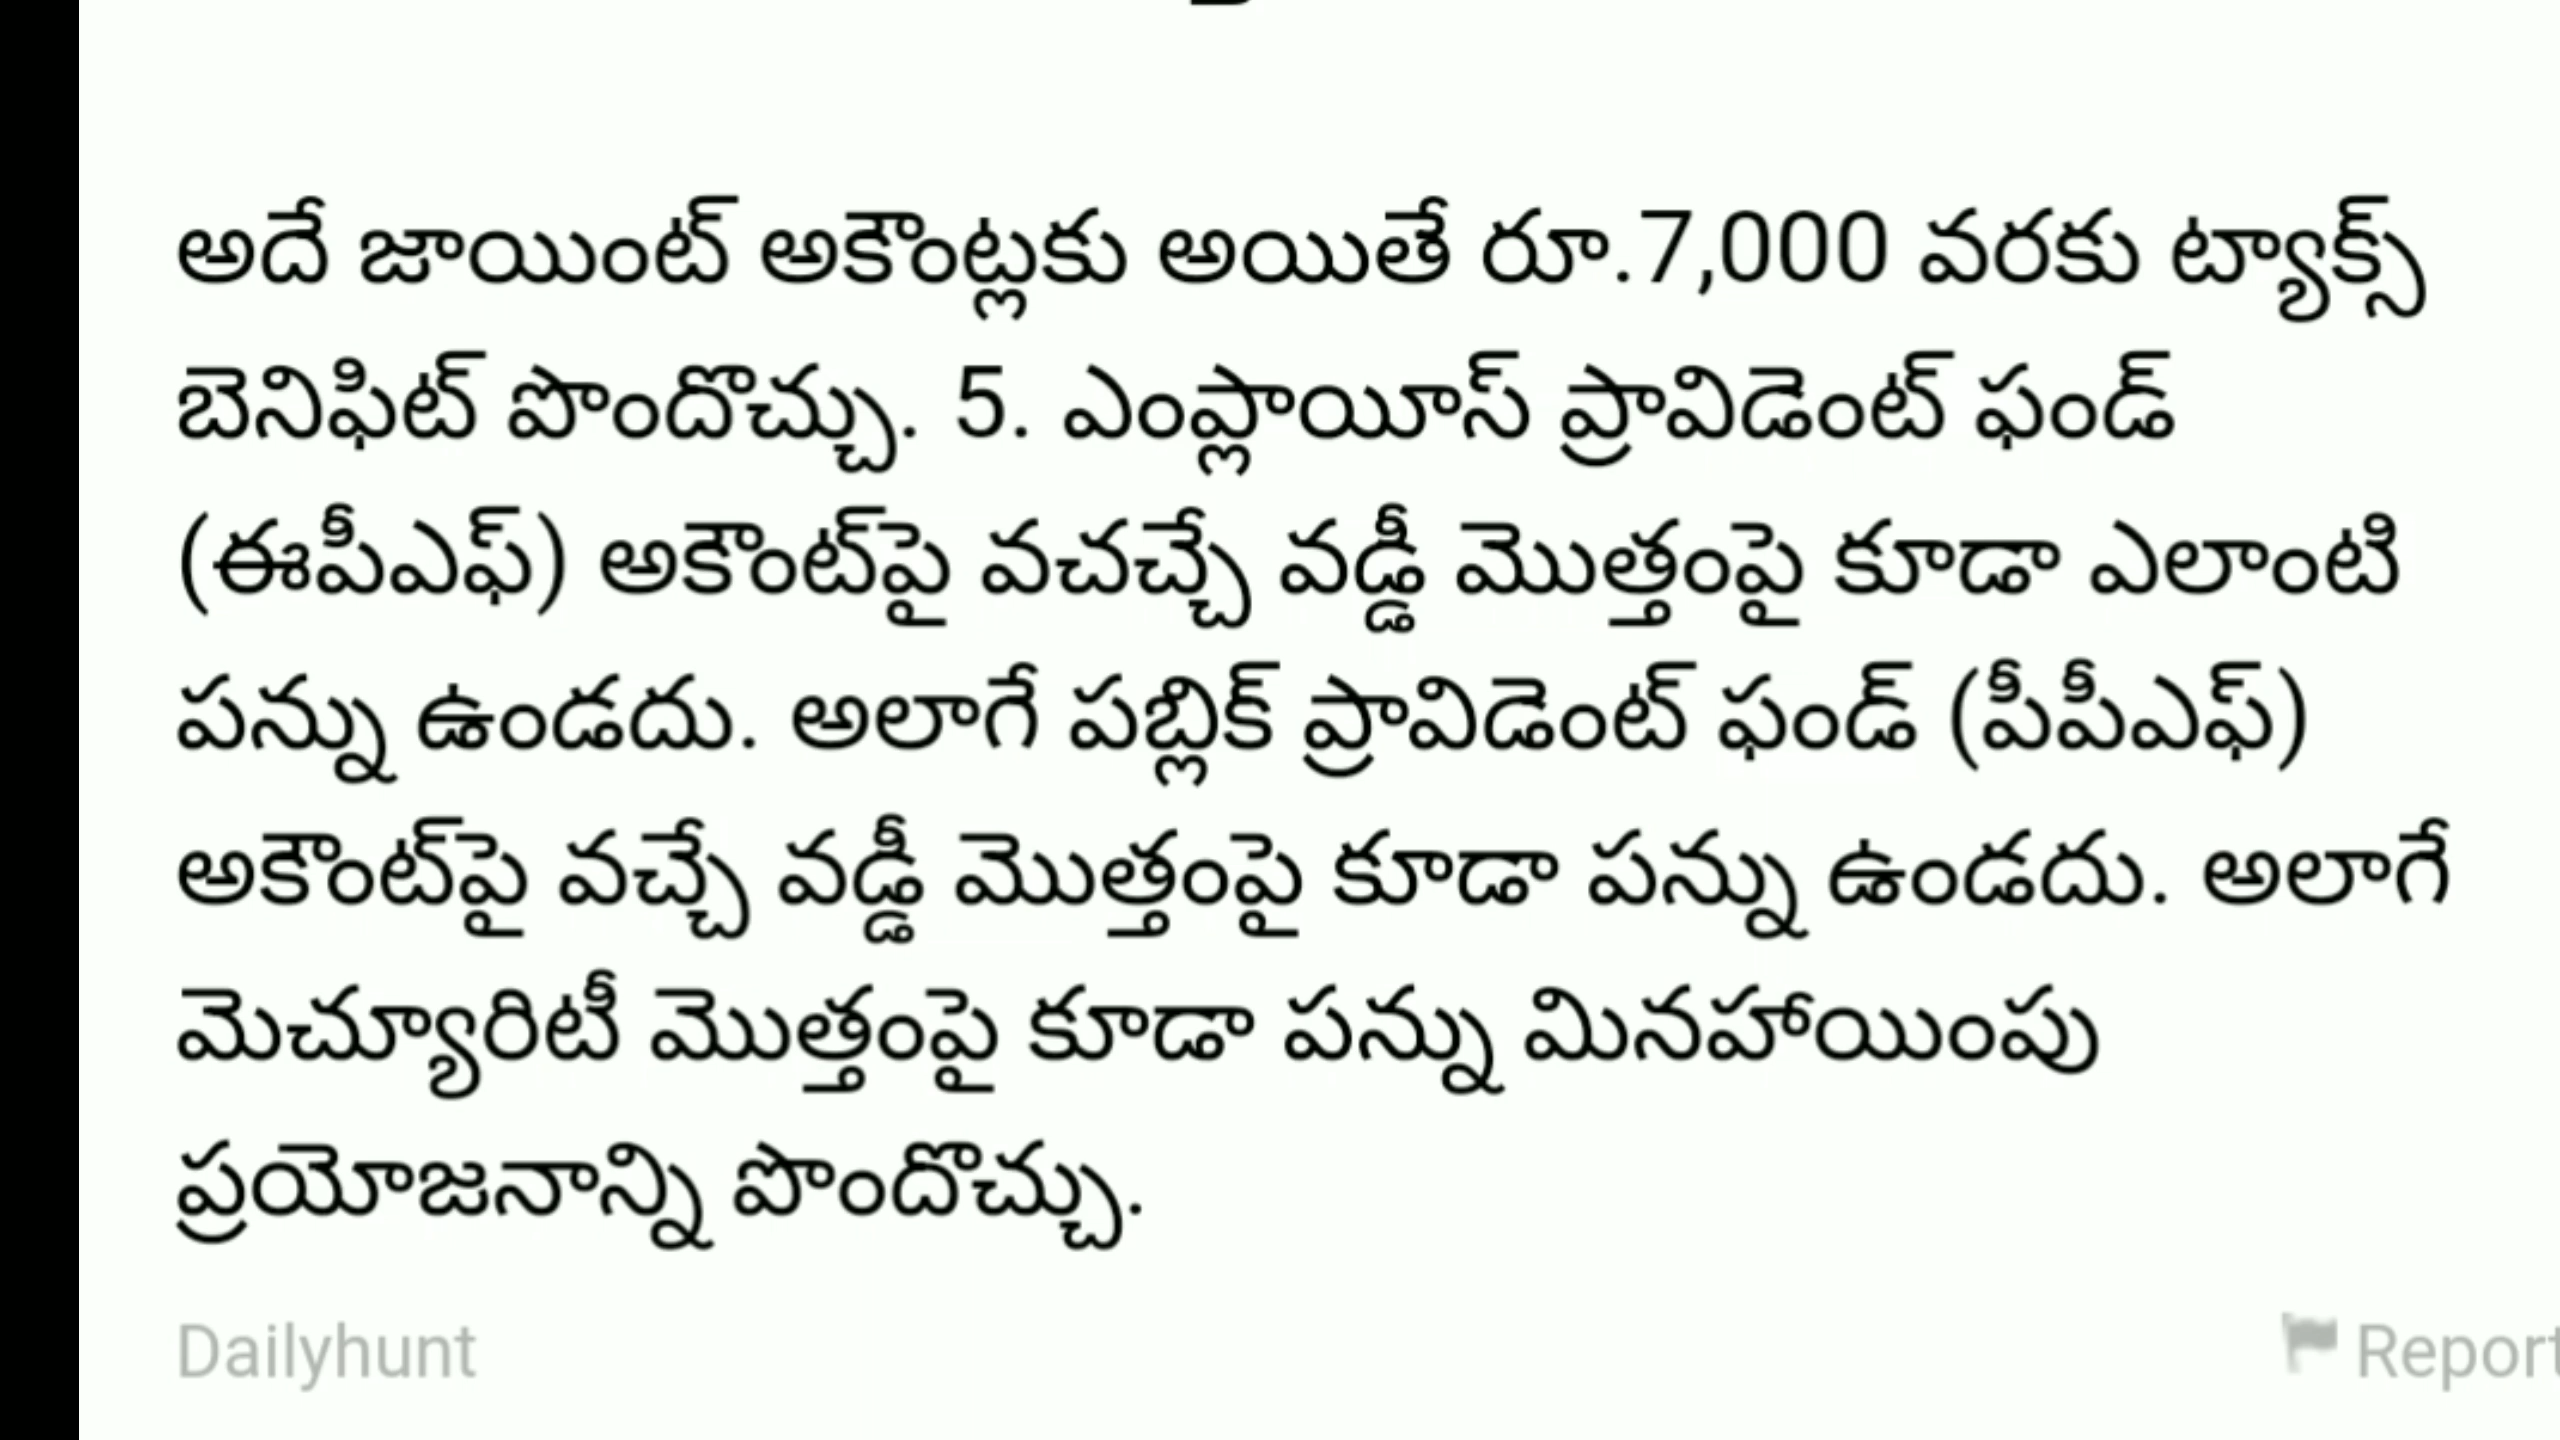 అదే జాయింట్ అకౌంట్లకు అయితే రూ.7,000 వరకు ట్యాక్స్
బెనిఫిట్ పొందొచ్చు. 5. ఎంప్లాయీస్ ప్రావిడెంట్ ఫండ్
(ఈపీఎఫ్) అకౌంట్‌పై వచచ్చే వడ్డీ మొత్తంపై కూడా ఎలాంటి
పన్ను ఉండదు. అలాగే పబ్లిక్ ప్రావిడెంట్ ఫండ్ (పీపీఎఫ్)
అకౌంట్‌పై వచ్చే వడ్డీ మొత్తంపై కూడా పన్ను ఉండదు. అలాగే
మెచ్యూరిటీ మొత్తంపై కూడా పన్ను మినహాయింపు
ప్రయోజనాన్ని పొందొచ్చు.
Dailyhunt
Report